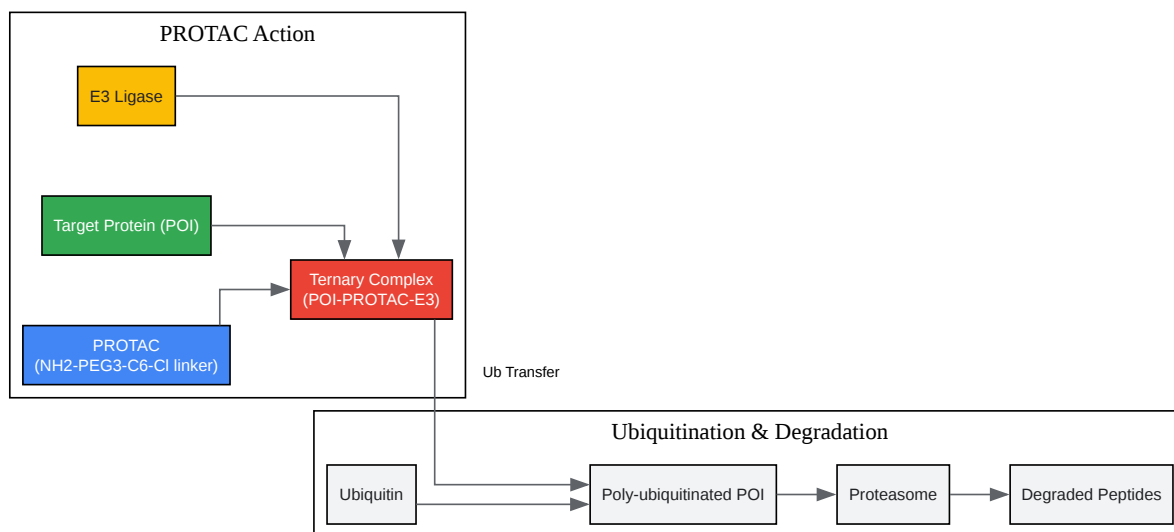 PROTAC Action
E3 Ligase
Target Protein (POI)
Ternary Complex
(POI-PROTAC-E3)
PROTAC
(NH2-PEG3-C6-Cl linker)
Ub Transfer
Ubiquitination & Degradation
Ubiquitin
Poly-ubiquitinated POI
Proteasome
Degraded Peptides